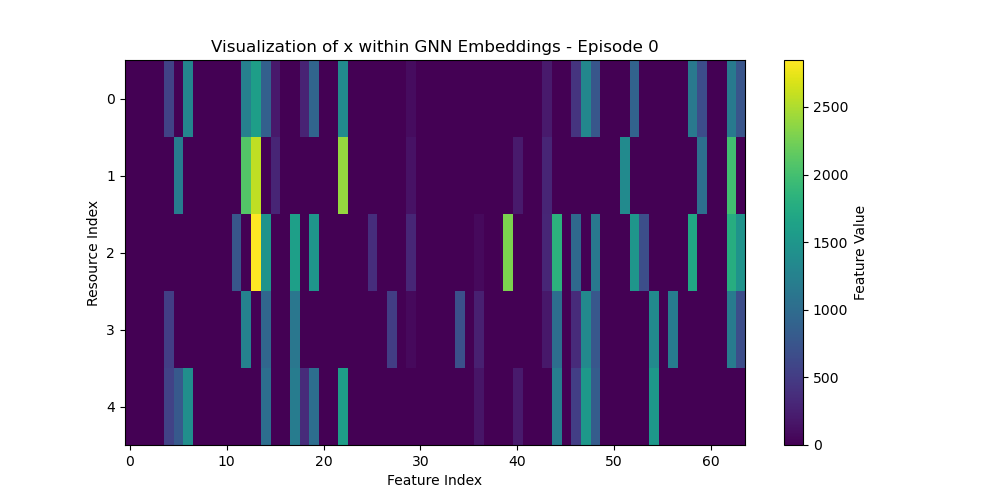 Visualization of x within GNN Embeddings - Episode 0
Resource Index
0
1
2
3
4
0 10 20 30 40 50 60
Feature Index
2500
2000
1500
1000
500
0
Feature Value